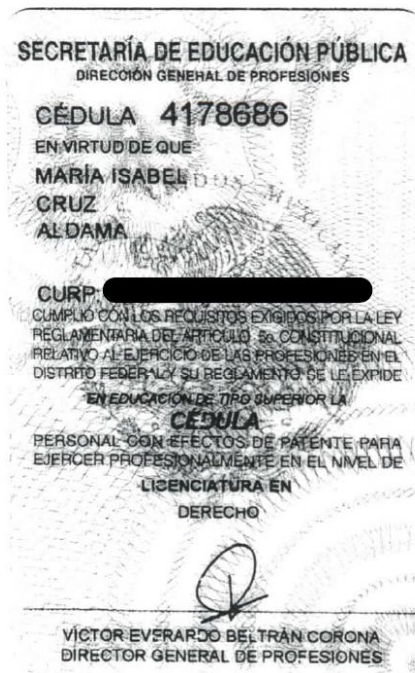 SECRETARÍA DE EDUCACIÓN PÚBLICA
DIRECCIÓN GENERAL DE PROFESIONES
CÉDULA 4178686
EN VIRTUD DE QUE
MARÍA ISABEL
CRUZ
ALDAMA
CURP:
CUMPLIÓ CON LOS REQUISITOS EXIGIDOS POR LA LEY
REGLAMENTARIA DEL ARTÍCULO 5o. CONSTITUCIONAL
RELATIVO AL EJERCICIO DE LAS PROFESIONES EN EL
DISTRITO FEDERAL Y SU REGLAMENTO SE LE EXPIDE
EN EDUCACIÓN DE TIPO SUPERIOR LA
CÉDULA
PERSONAL CON EFECTOS DE PATENTE PARA
EJERCER PROFESIONALMENTE EN EL NIVEL DE
LICENCIATURA EN
DERECHO
VÍCTOR EVERARDO BELTRÁN CORONA
DIRECTOR GENERAL DE PROFESIONES